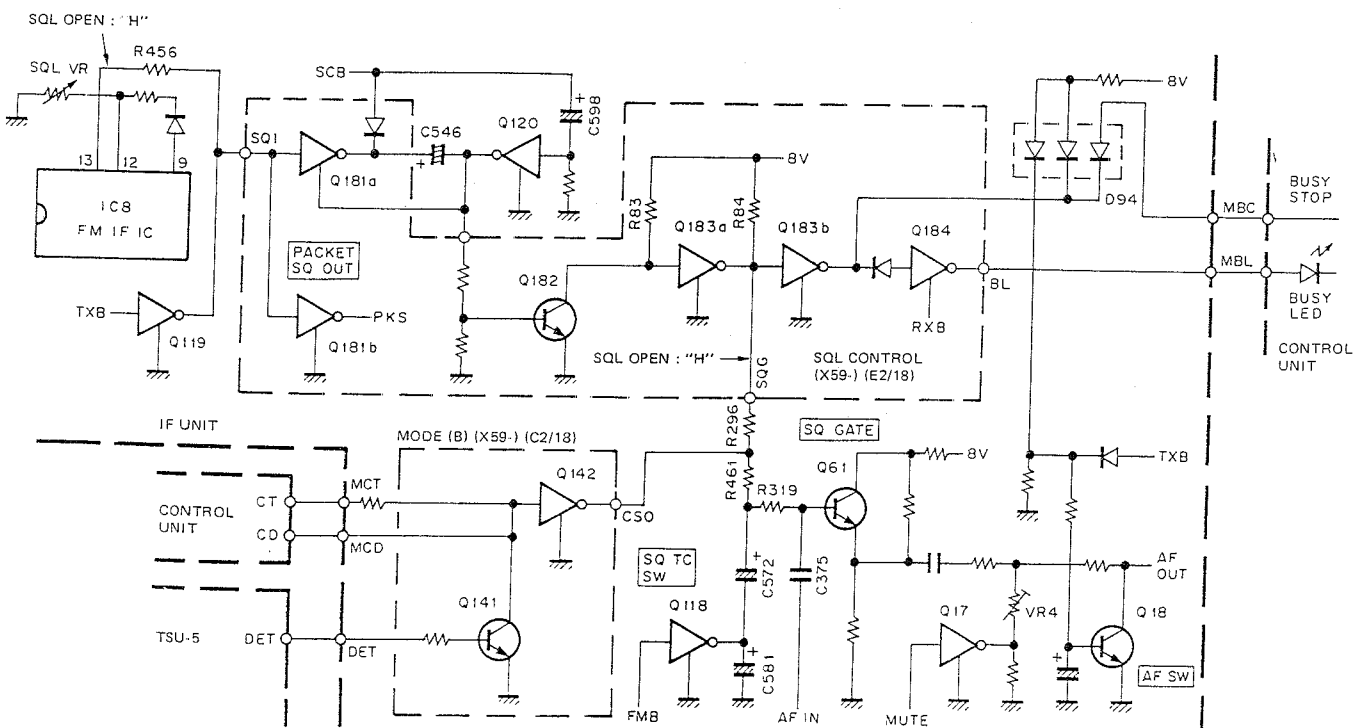 SQL OPEN : "H"
R456
SQL VR
13
12
9
IC8
FM IF IC
TXB
Q119
SQ1
Q181a
PACKET
SQ OUT
Q181b
PKS
SCB
C546
Q120
C598
Q182
R83
8V
R84
Q183a
Q183b
Q184
RXB
BL
SQL OPEN : "H"
SQG
SQL CONTROL
(X59-) (E2/18)
8V
D94
MBC
BUSY
STOP
MBL
BUSY
LED
CONTROL
UNIT
IF UNIT
MODE (B) (X59-) (C2/18)
CONTROL
UNIT
CT
CD
MCT
MCD
Q142
CSO
Q141
TSU-5
DET
DET
R296
R461
R319
SQ GATE
Q61
8V
SQ TC
SW
Q118
C572
C581
C375
FMB
AF IN
Q17
MUTE
VR4
TXB
AF
OUT
Q18
AF SW